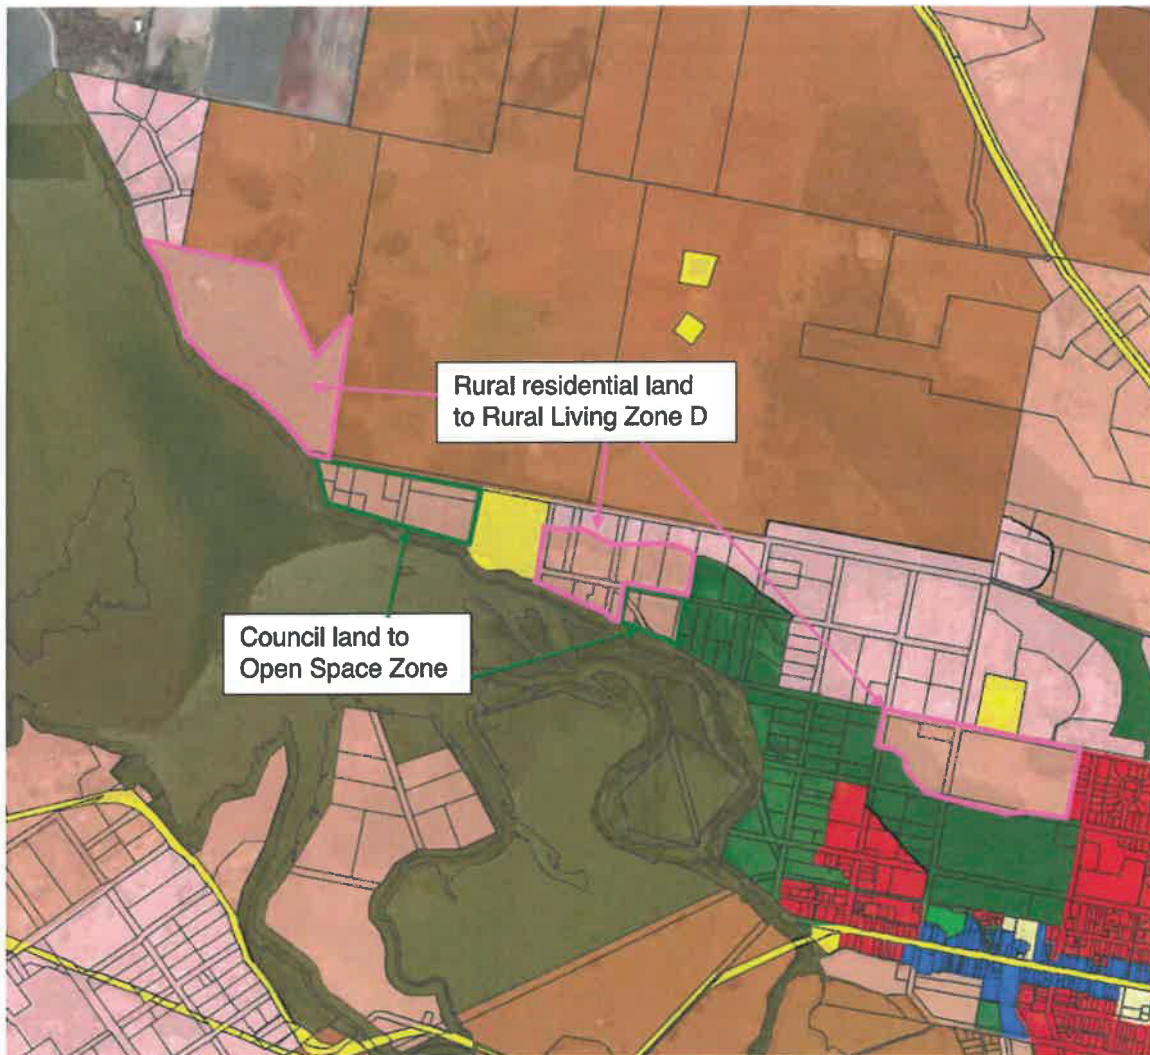 Rural residential land
to Rural Living Zone D
Council land to
Open Space Zone